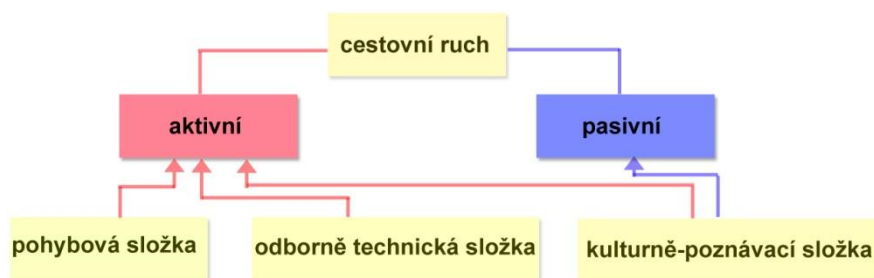 cestovní ruch
aktivní
pasivní
pohybová složka
odborně technická složka
kulturně-poznávací složka